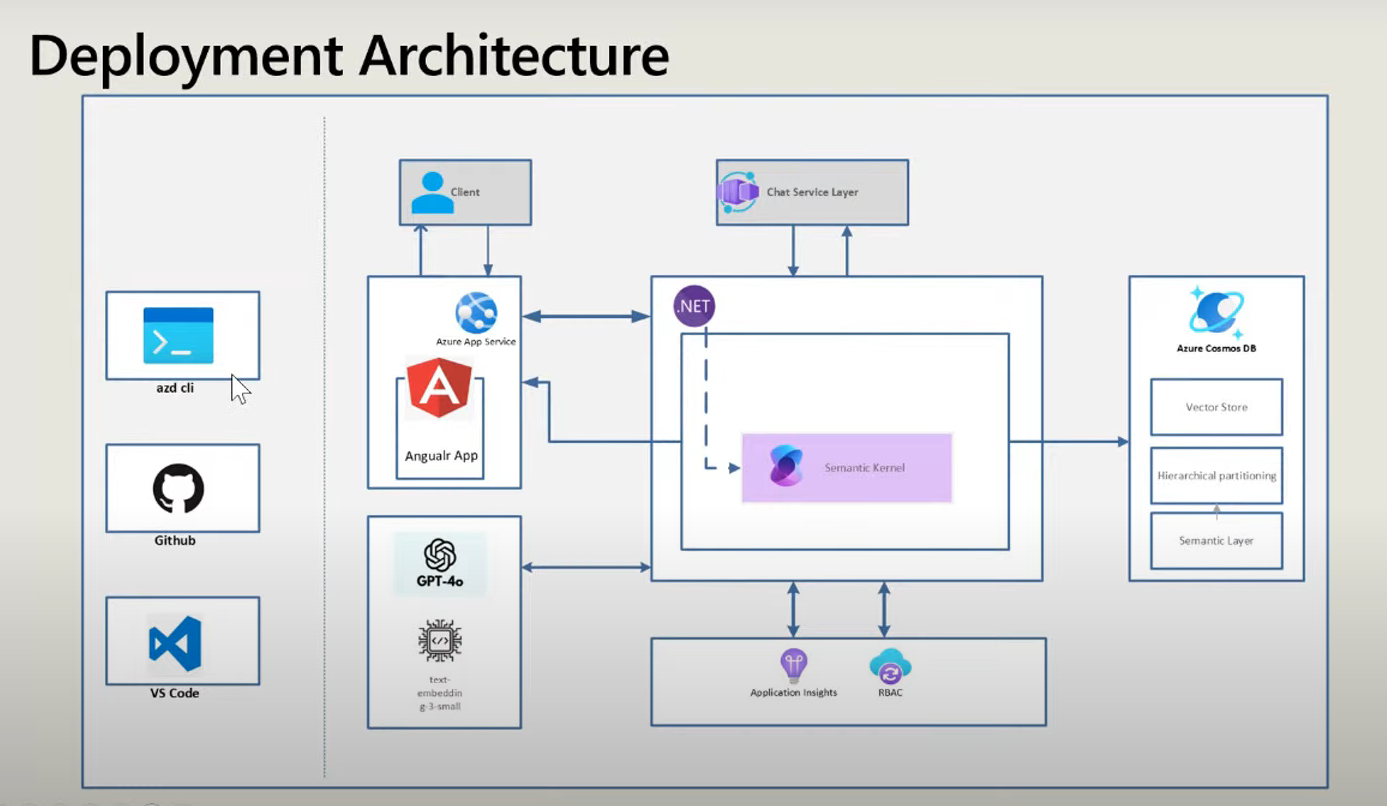 Deployment Architecture
Client
Chat Service Layer
.NET
Azure App Service
Azure Cosmos DB
azd cli
Vector Store
Angualr App
Semantic Kernel
Hierarchical partitioning
Github
Semantic Layer
GPT-4o
text-
embeddin
g-3-small
VS Code
Application Insights
RBAC